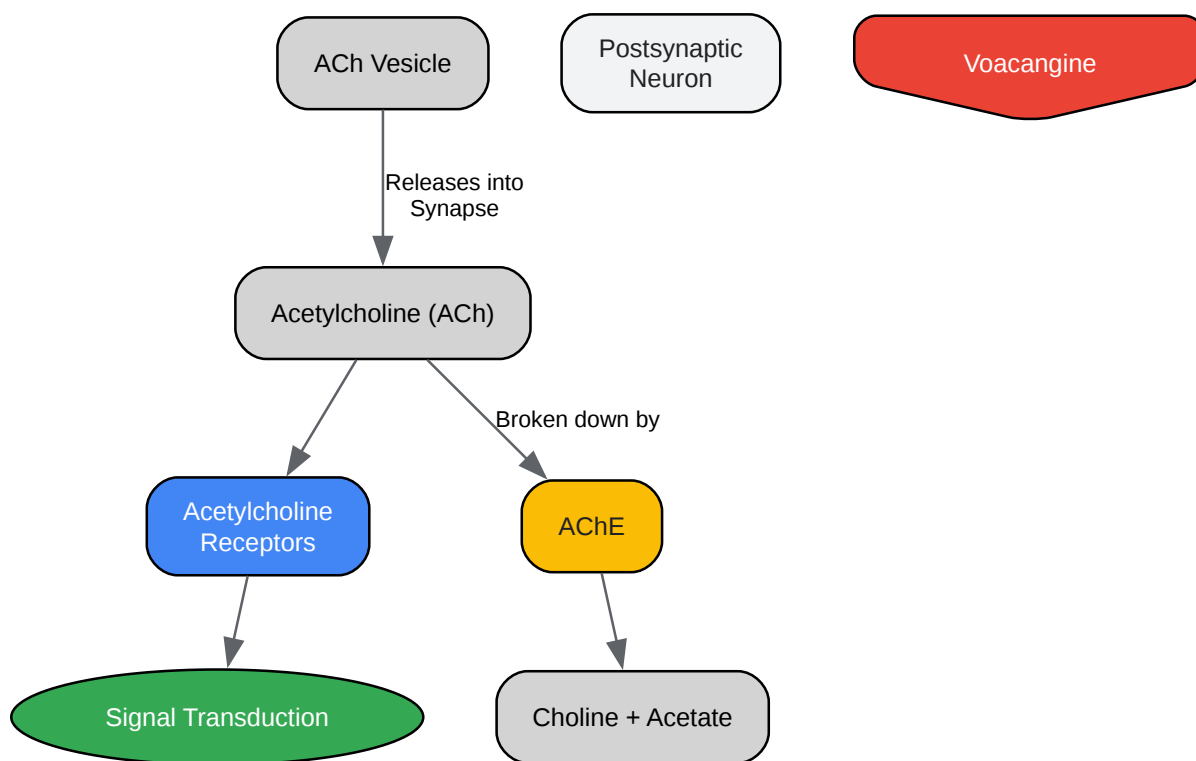 ACh Vesicle
Postsynaptic
Neuron
Voacangine
Releases into
Synapse
Acetylcholine (ACh)
Broken down by
Acetylcholine
Receptors
AChE
Signal Transduction
Choline + Acetate